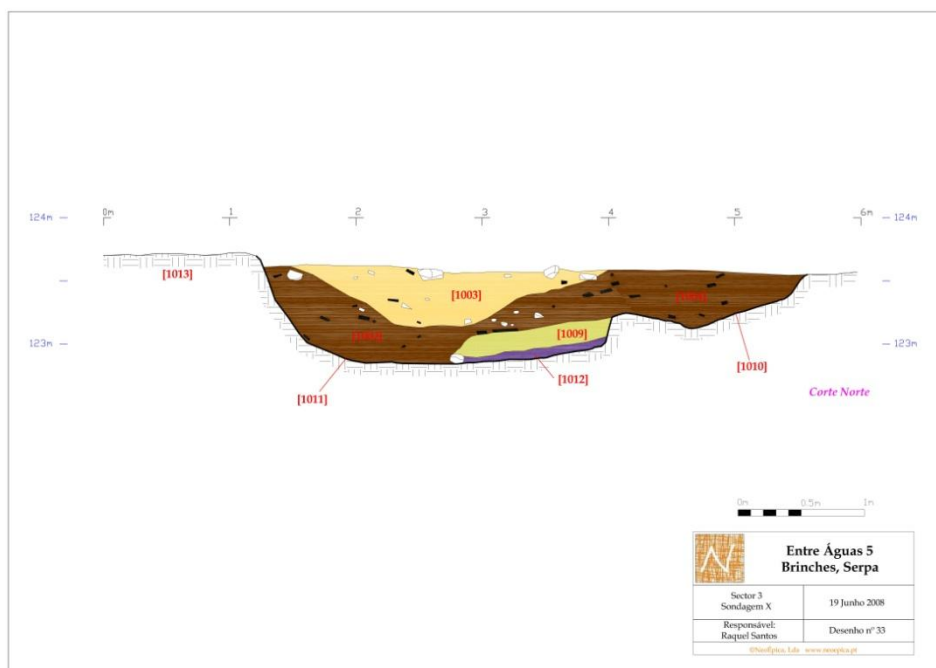 124m
0m 1 2 3 4 5 6m
124m
[1013]
[1003]
[1009]
123m
123m
[1012]
[1010]
[1011]
Corte Norte
0m 0.5m 1m
N
Entre Águas 5
Brinches, Serpa
Sector 3
Sondagem X
19 Junho 2008
Responsável:
Raquel Santos
Desenho nº 33
©NeoÉpica, Lda www.neoepica.pt